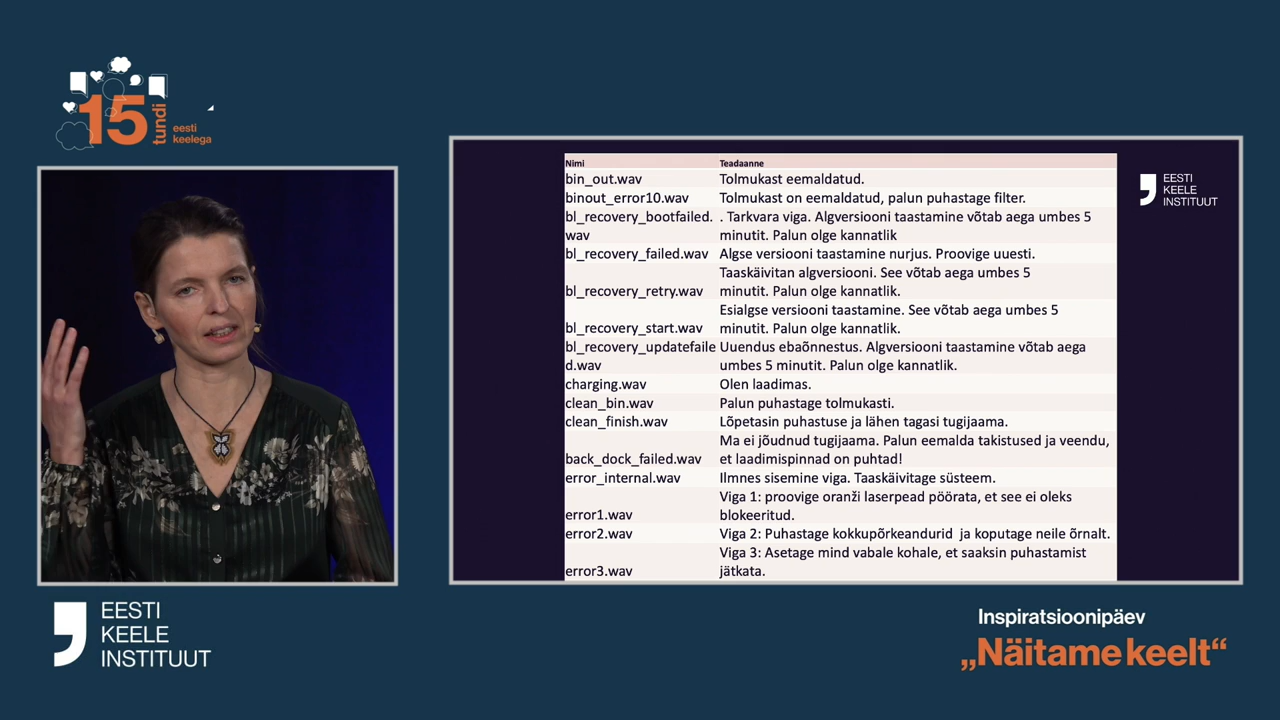 15
tundi
eesti
keelega
Nimi Teadaanne
bin_out.wav Tolmukast eemaldatud.
binout_error10.wav Tolmukast on eemaldatud, palun puhastage filter.
bl_recovery_bootfailed. . Tarkvara viga. Algversiooni taastamine võtab aega umbes 5
wav minutit. Palun olge kannatlik
bl_recovery_failed.wav Algse versiooni taastamine nurjus. Proovige uuesti.
Taaskäivitan algversiooni. See võtab aega umbes 5
bl_recovery_retry.wav minutit. Palun olge kannatlik.
Esialgse versiooni taastamine. See võtab aega umbes 5
bl_recovery_start.wav minutit. Palun olge kannatlik.
bl_recovery_updatefaile Uuendus ebaõnnestus. Algversiooni taastamine võtab aega
d.wav umbes 5 minutit. Palun olge kannatlik.
charging.wav Olen laadimas.
clean_bin.wav Palun puhastage tolmukasti.
clean_finish.wav Lõpetasin puhastuse ja lähen tagasi tugijaama.
Ma ei jõudnud tugijaama. Palun eemalda takistused ja veendu,
back_dock_failed.wav et laadimispinnad on puhtad!
error_internal.wav Ilmnes sisemine viga. Taaskäivitage süsteem.
Viga 1: proovige oranži laserpead pöörata, et see ei oleks
error1.wav blokeeritud.
error2.wav Viga 2: Puhastage kokkupõrkeandurid ja koputage neile õrnalt.
Viga 3: Asetage mind vabale kohale, et saaksin puhastamist
error3.wav jätkata.
EESTI
KEELE
INSTITUUT
EESTI
KEELE
INSTITUUT
Inspiratsioonipäev
„Näitame keelt“